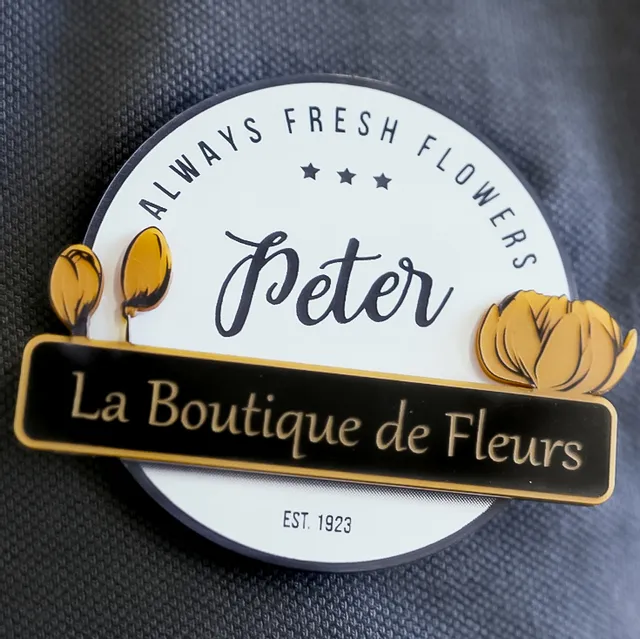 ALWAYS FRESH FLOWERS
Peter
La Boutique de Fleurs
EST. 1923